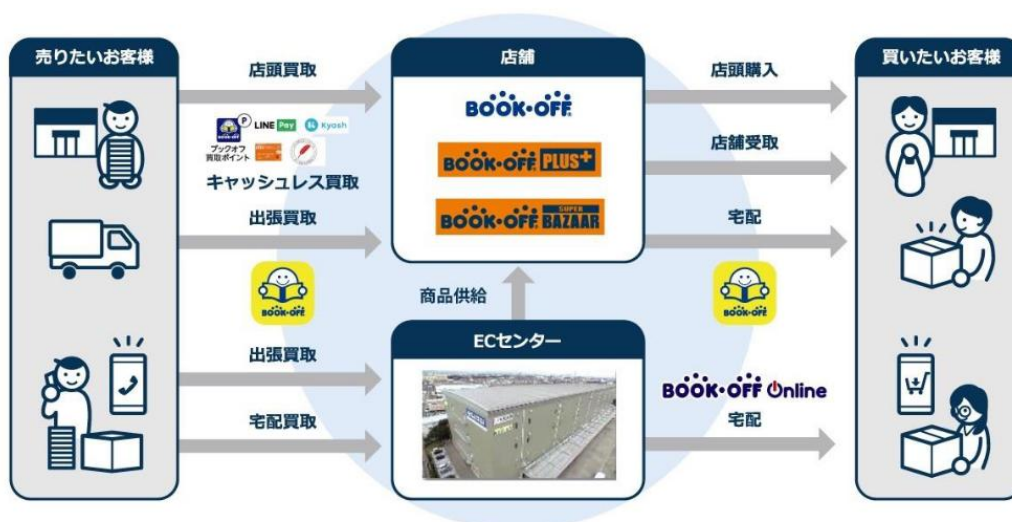 売りたいお客様
店頭買取
P
BOOK・OFF
LINE Pay
Kyash
ブックオフ
買取ポイント
キャッシュレス買取
出張買取
BOOK・OFF
出張買取
宅配買取
店舗
BOOK・OFF
BOOK・OFF PLUS+
BOOK・OFF SUPER BAZAAR
商品供給
ECセンター
店頭購入
店舗受取
宅配
BOOK・OFF
BOOK・OFF Online
宅配
買いたいお客様